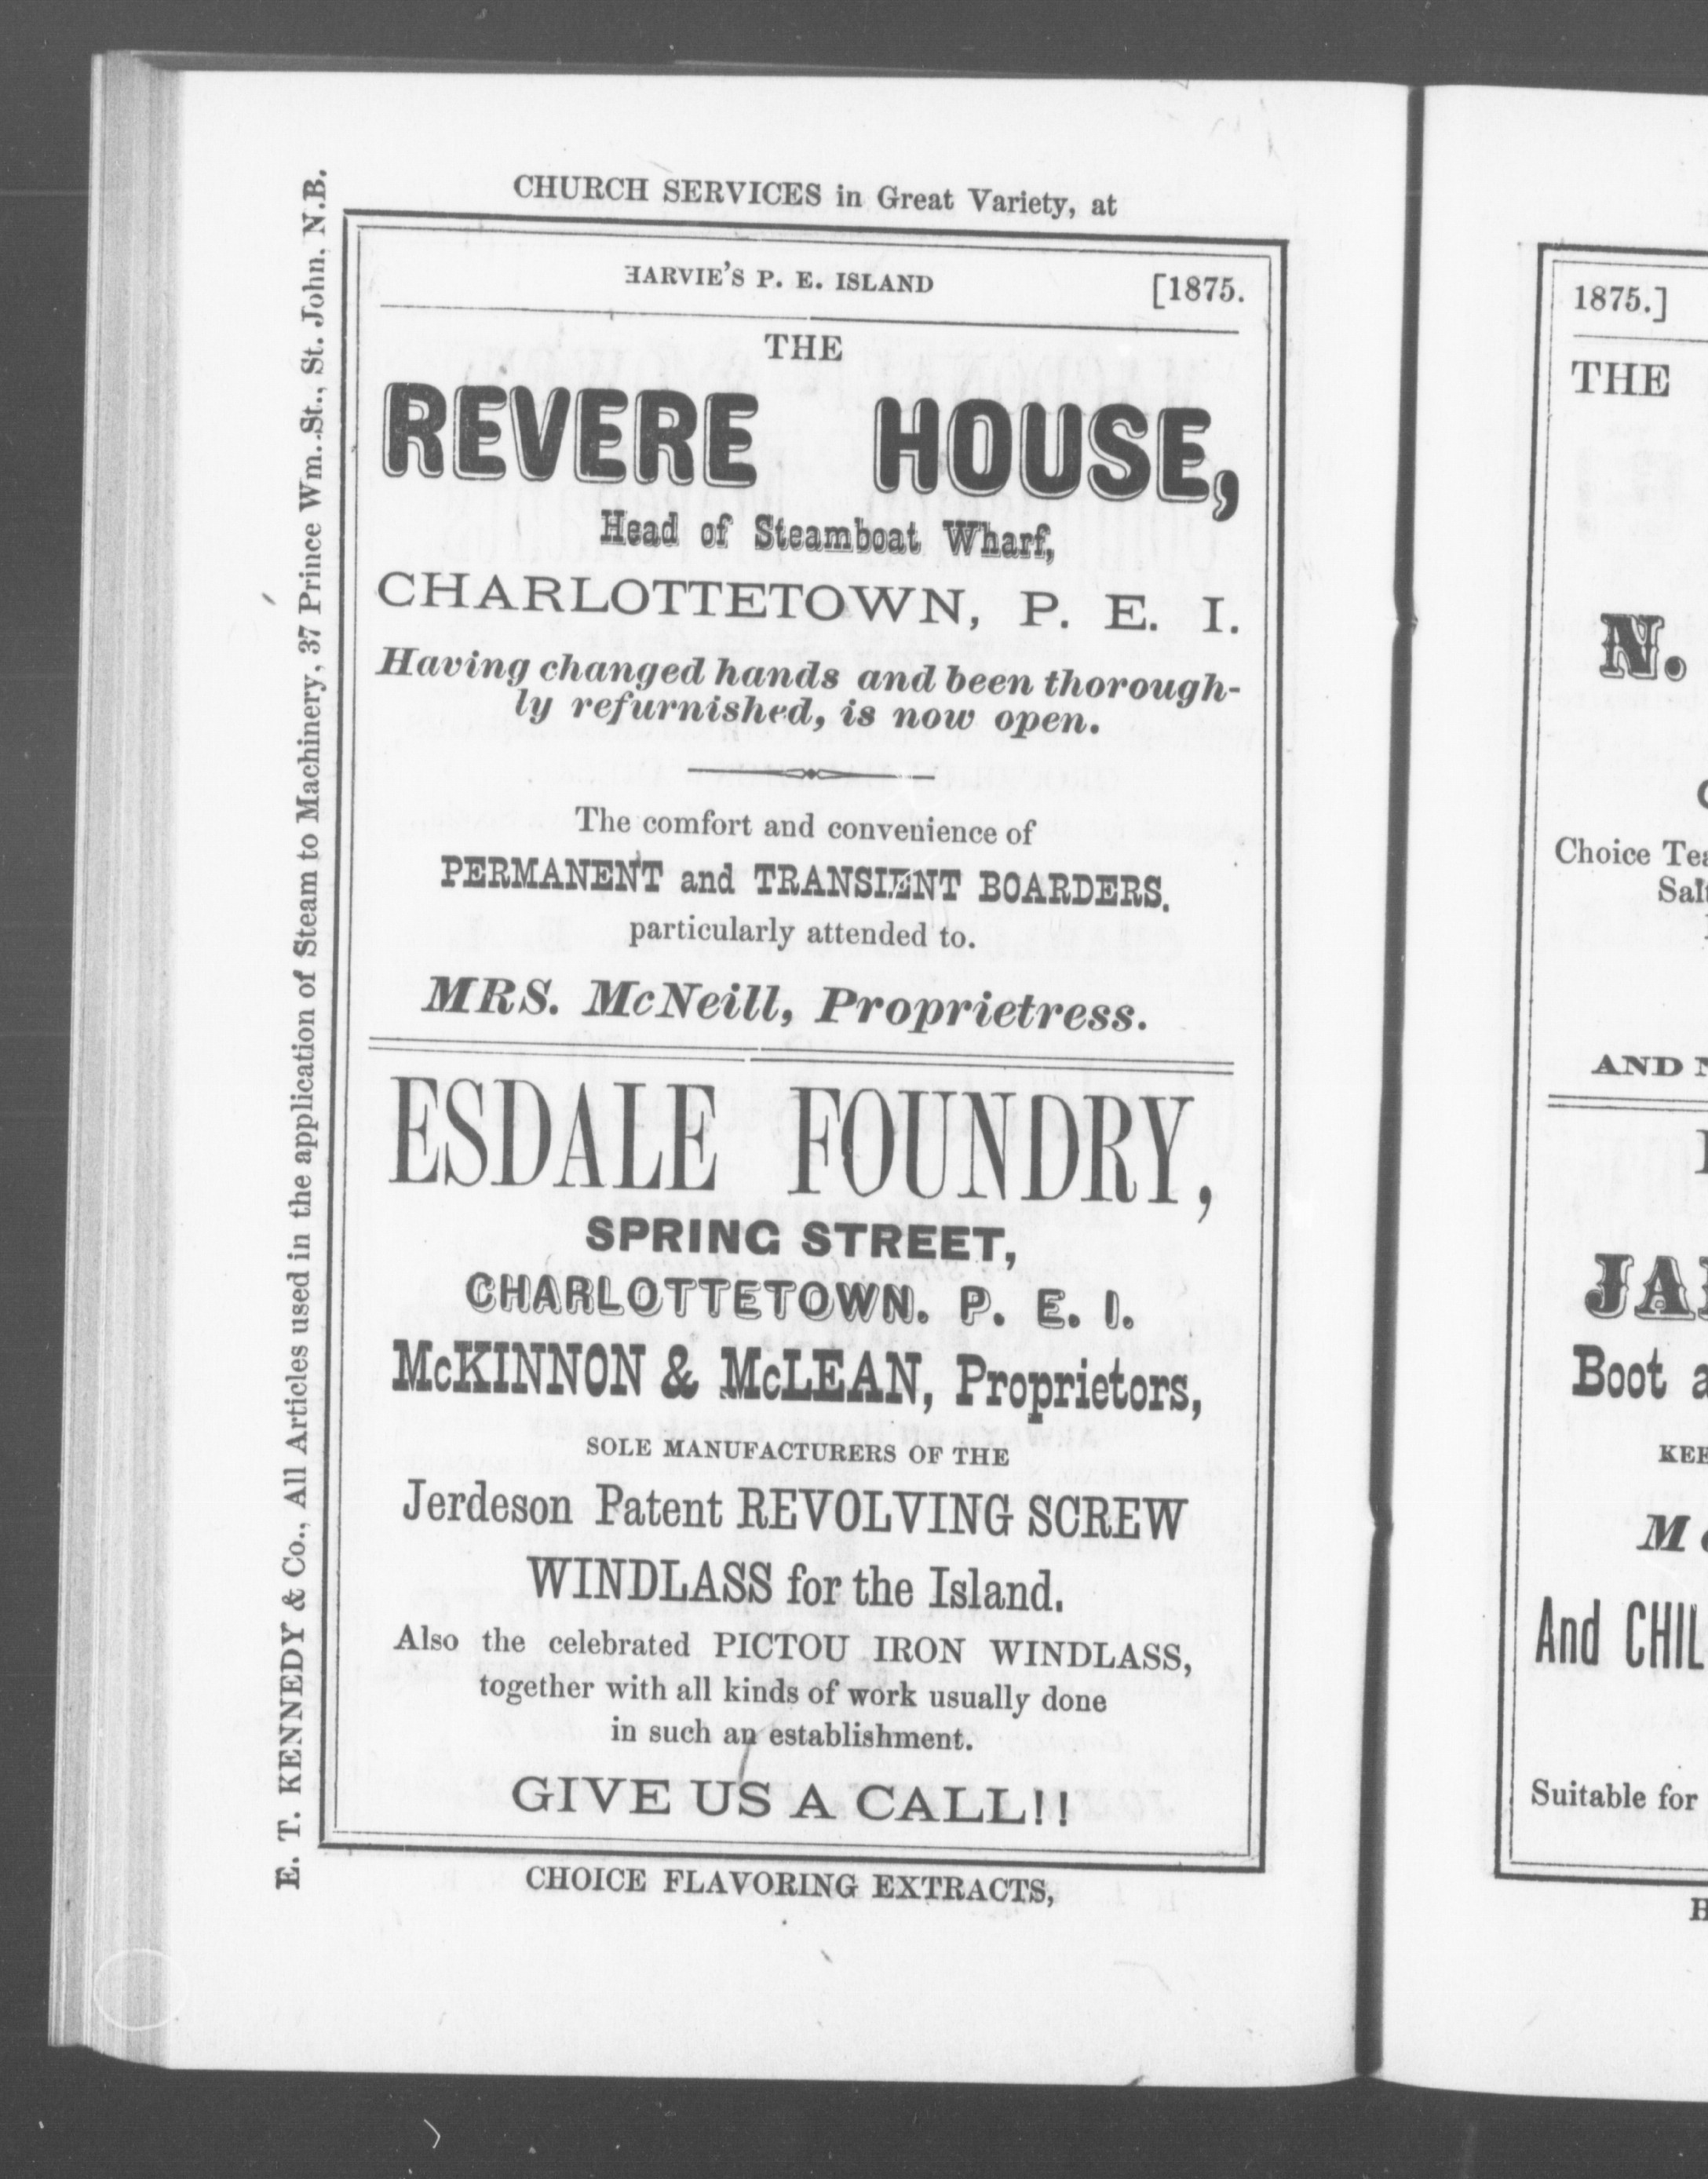 CHURCH SERVICES in Great Variety, at
HARVIE'S P. E. ISLAND [1875.
THE
REVERE HOUSE,
Head of Steamboat Wharf,
CHARLOTTETOWN, P. E. I.
Having changed hands and been thorough-
ly refurnished, is now open.
The comfort and convenience of
PERMANENT and TRANSIENT BOARDERS.
particularly attended to.
MRS. McNeill, Proprietress.
ESDALE FOUNDRY,
SPRING STREET,
CHARLOTTETOWN. P. E. I.
McKINNON & McLEAN, Proprietors,
SOLE MANUFACTURERS OF THE
Jerdeson Patent REVOLVING SCREW
WINDLASS for the Island.
Also the celebrated PICTOU IRON WINDLASS,
together with all kinds of work usually done
in such an establishment.
GIVE US A CALL!!
CHOICE FLAVORING EXTRACTS,
E. T. KENNEDY & Co., All Articles used in the application of Steam to Machinery, 37 Prince Wm. St., St. John, N.B.
1875.]
THE
N.
Choice
AND
Boot
And
Suitable for